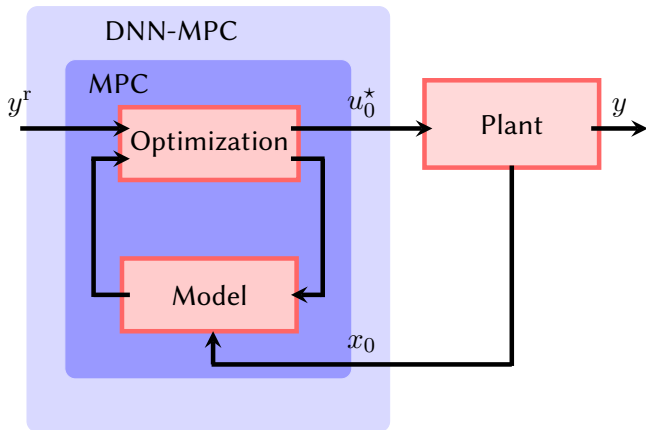 DNN-MPC
MPC
y^r
u_0^⋆
y
Optimization
Plant
Model
x_0